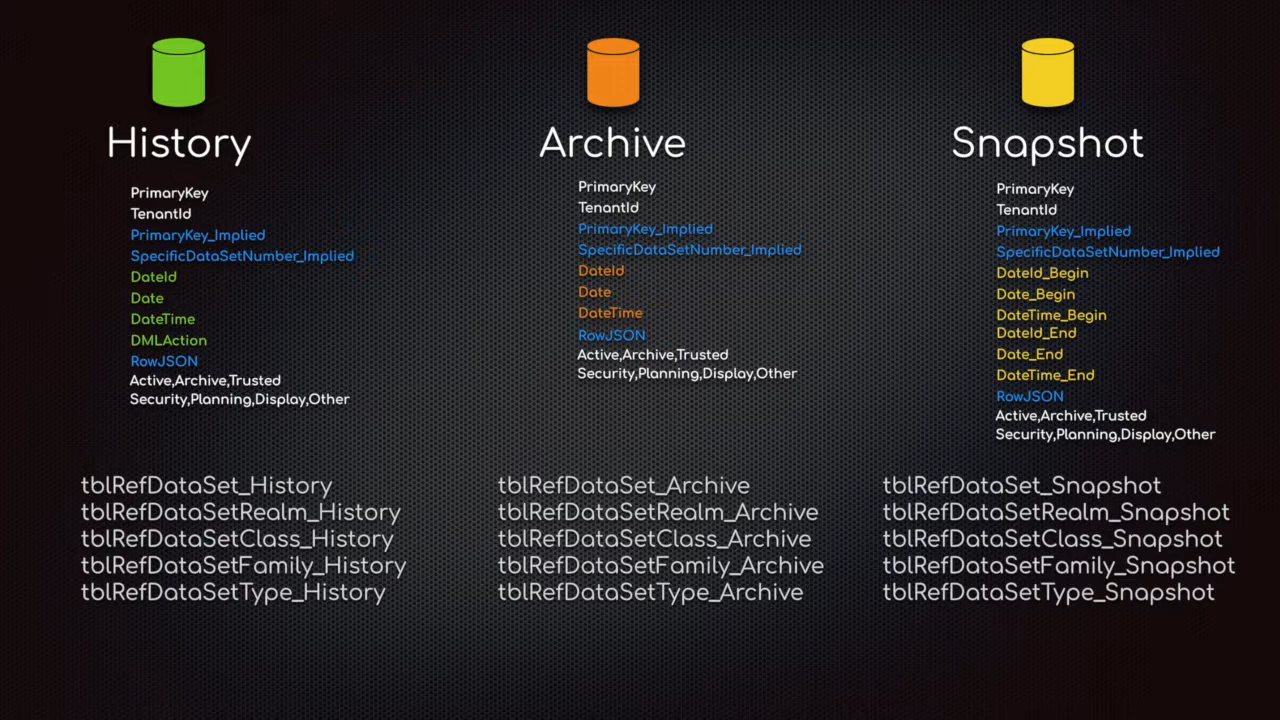 History
PrimaryKey
TenantId
PrimaryKey_Implied
SpecificDataSetNumber_Implied
DateId
Date
DateTime
DMLAction
RowJSON
Active,Archive,Trusted
Security,Planning,Display,Other
tblRefDataSet_History
tblRefDataSetRealm_History
tblRefDataSetClass_History
tblRefDataSetFamily_History
tblRefDataSetType_History
Archive
PrimaryKey
TenantId
PrimaryKey_Implied
SpecificDataSetNumber_Implied
DateId
Date
DateTime
RowJSON
Active,Archive,Trusted
Security,Planning,Display,Other
tblRefDataSet_Archive
tblRefDataSetRealm_Archive
tblRefDataSetClass_Archive
tblRefDataSetFamily_Archive
tblRefDataSetType_Archive
Snapshot
PrimaryKey
TenantId
PrimaryKey_Implied
SpecificDataSetNumber_Implied
DateId_Begin
Date_Begin
DateTime_Begin
DateId_End
Date_End
DateTime_End
RowJSON
Active,Archive,Trusted
Security,Planning,Display,Other
tblRefDataSet_Snapshot
tblRefDataSetRealm_Snapshot
tblRefDataSetClass_Snapshot
tblRefDataSetFamily_Snapshot
tblRefDataSetType_Snapshot